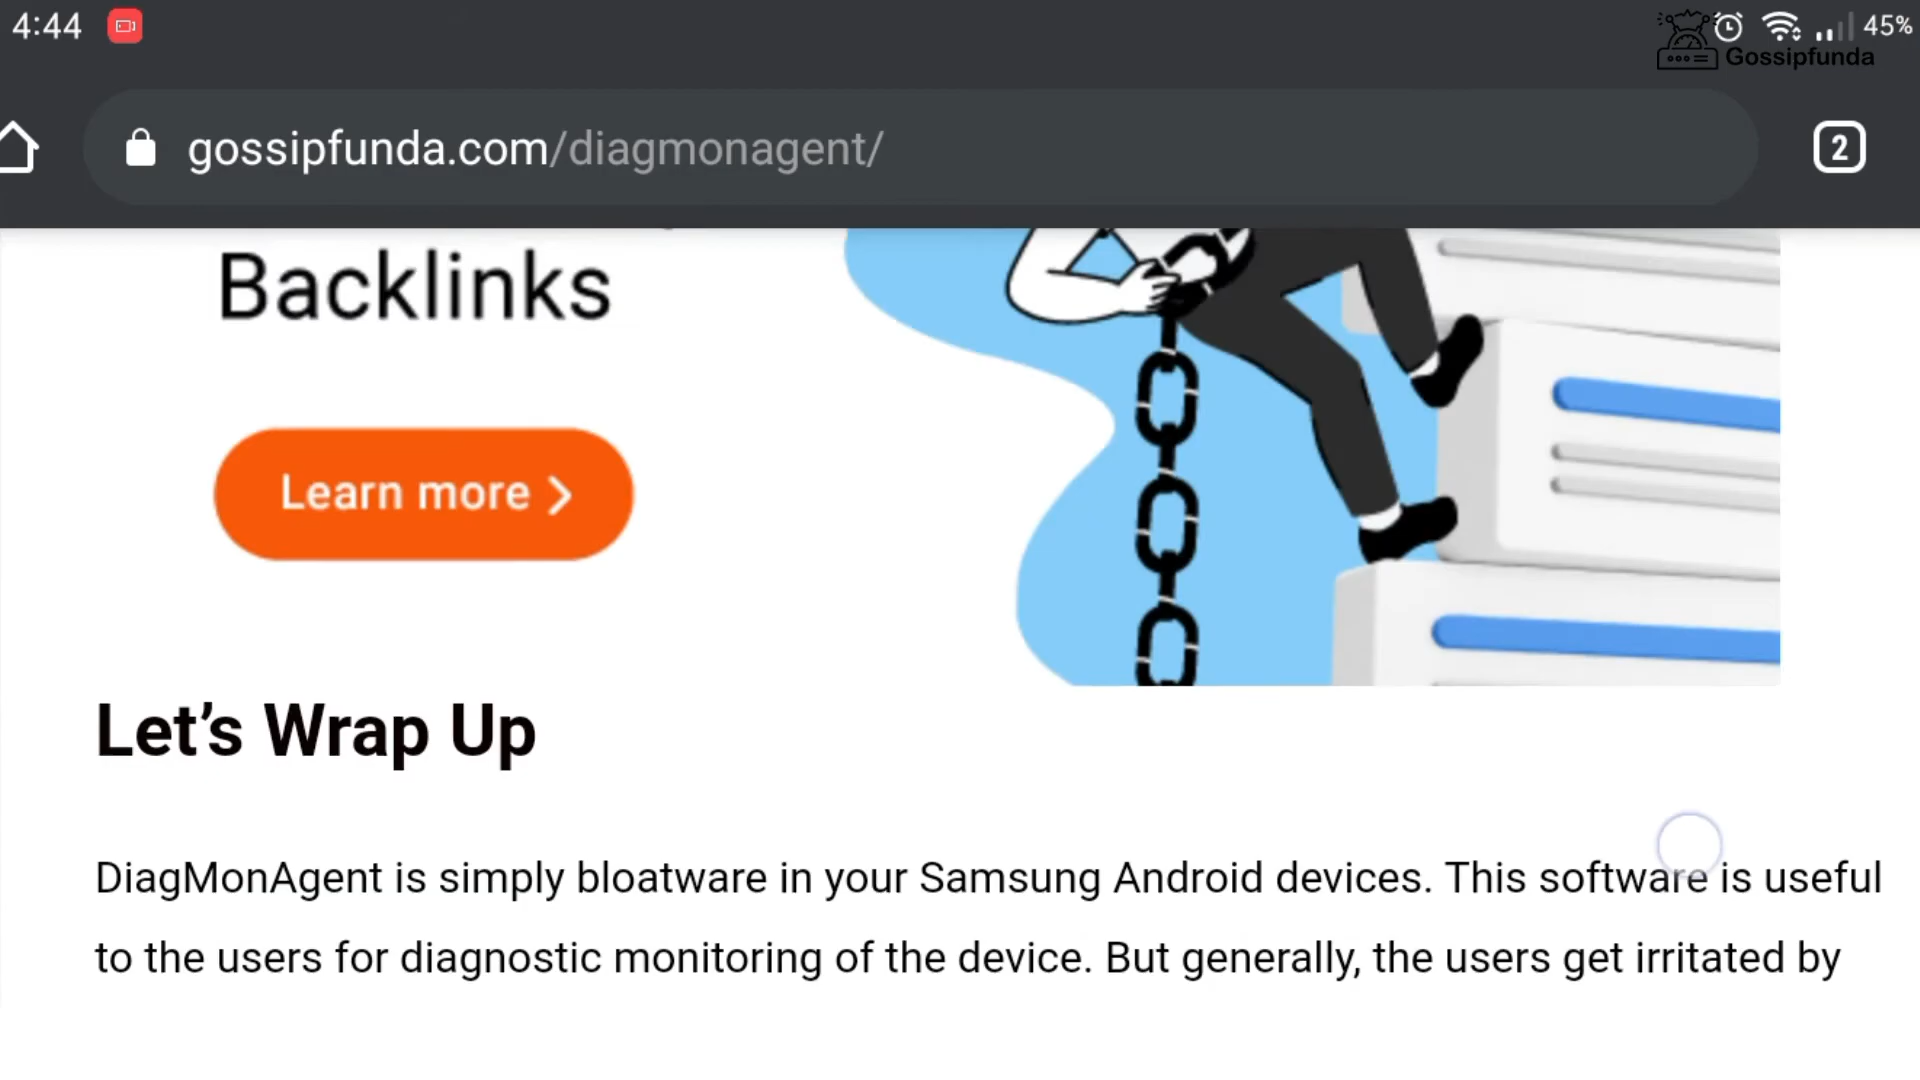 4:44
45%
Gossipfunda
gossipfunda.com/diagmonagent/
2
Backlinks
Learn more >
Let’s Wrap Up
DiagMonAgent is simply bloatware in your Samsung Android devices. This software is useful
to the users for diagnostic monitoring of the device. But generally, the users get irritated by